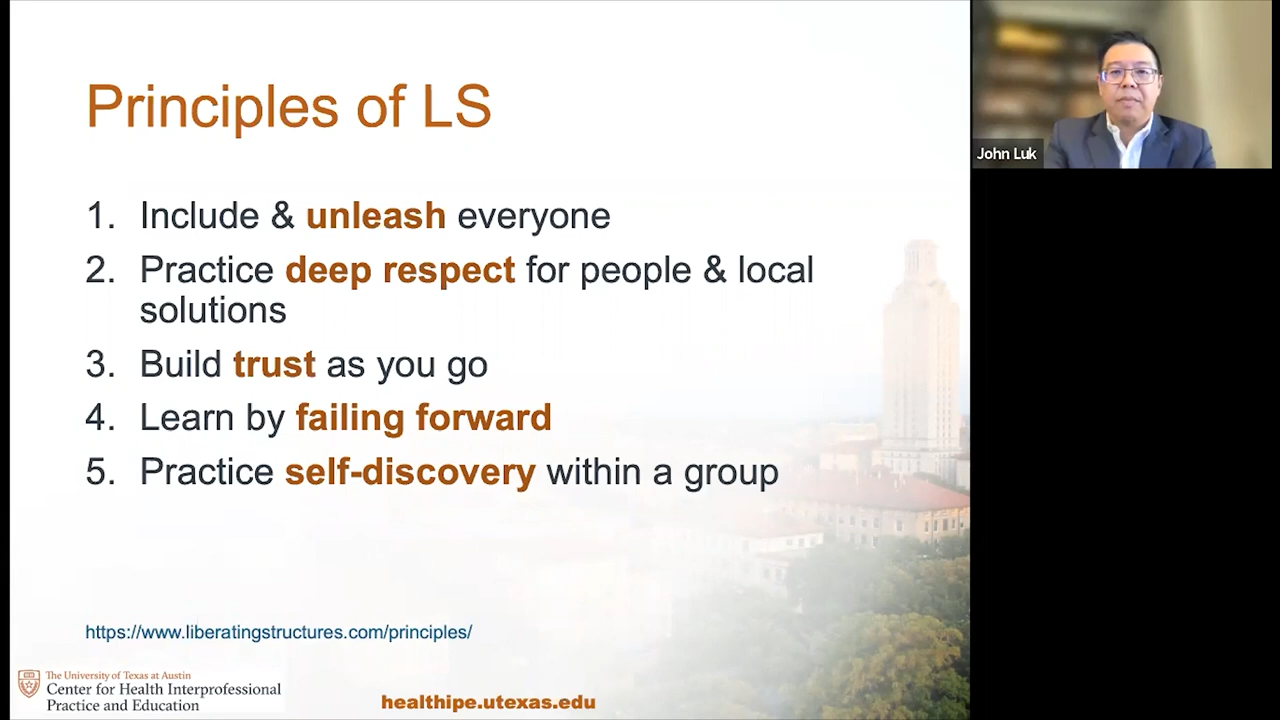 Principles of LS
1. Include & unleash everyone
2. Practice deep respect for people & local
solutions
3. Build trust as you go
4. Learn by failing forward
5. Practice self-discovery within a group
https://www.liberatingstructures.com/principles/
The University of Texas at Austin
Center for Health Interprofessional
Practice and Education
healthipe.utexas.edu
John Luk